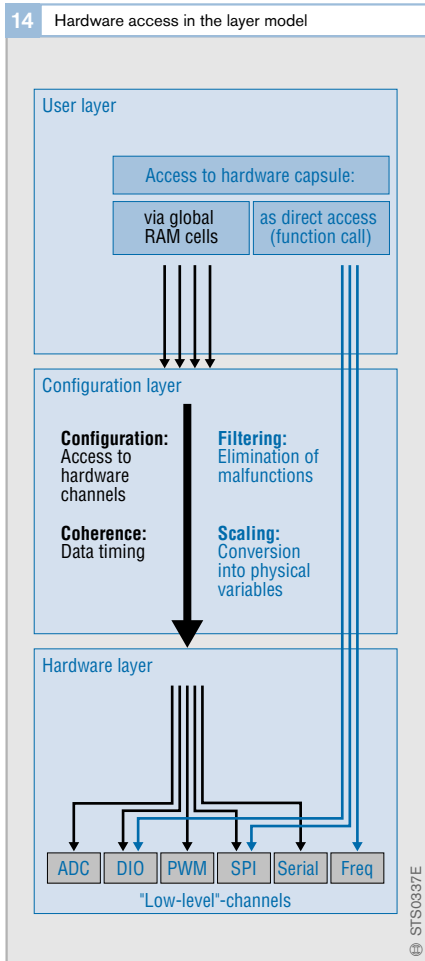 14 Hardware access in the layer model
User layer
Access to hardware capsule:
via global
RAM cells
as direct access
(function call)
Configuration layer
Configuration:
Access to
hardware
channels
Filtering:
Elimination of
malfunctions
Coherence:
Data timing
Scaling:
Conversion
into physical
variables
Hardware layer
ADC DIO PWM SPI Serial Freq
"Low-level"-channels
STS0337E